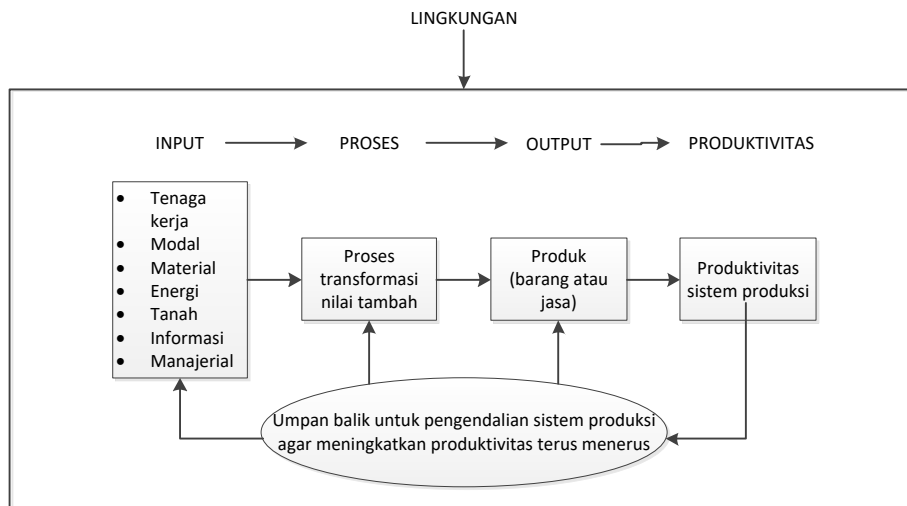 LINGKUNGAN
INPUT
PROSES
OUTPUT
PRODUKTIVITAS
• Tenaga
kerja
• Modal
• Material
• Energi
• Tanah
• Informasi
• Manajerial
Proses
transformasi
nilai tambah
Produk
(barang atau
jasa)
Produktivitas
sistem produksi
Umpan balik untuk pengendalian sistem produksi
agar meningkatkan produktivitas terus menerus